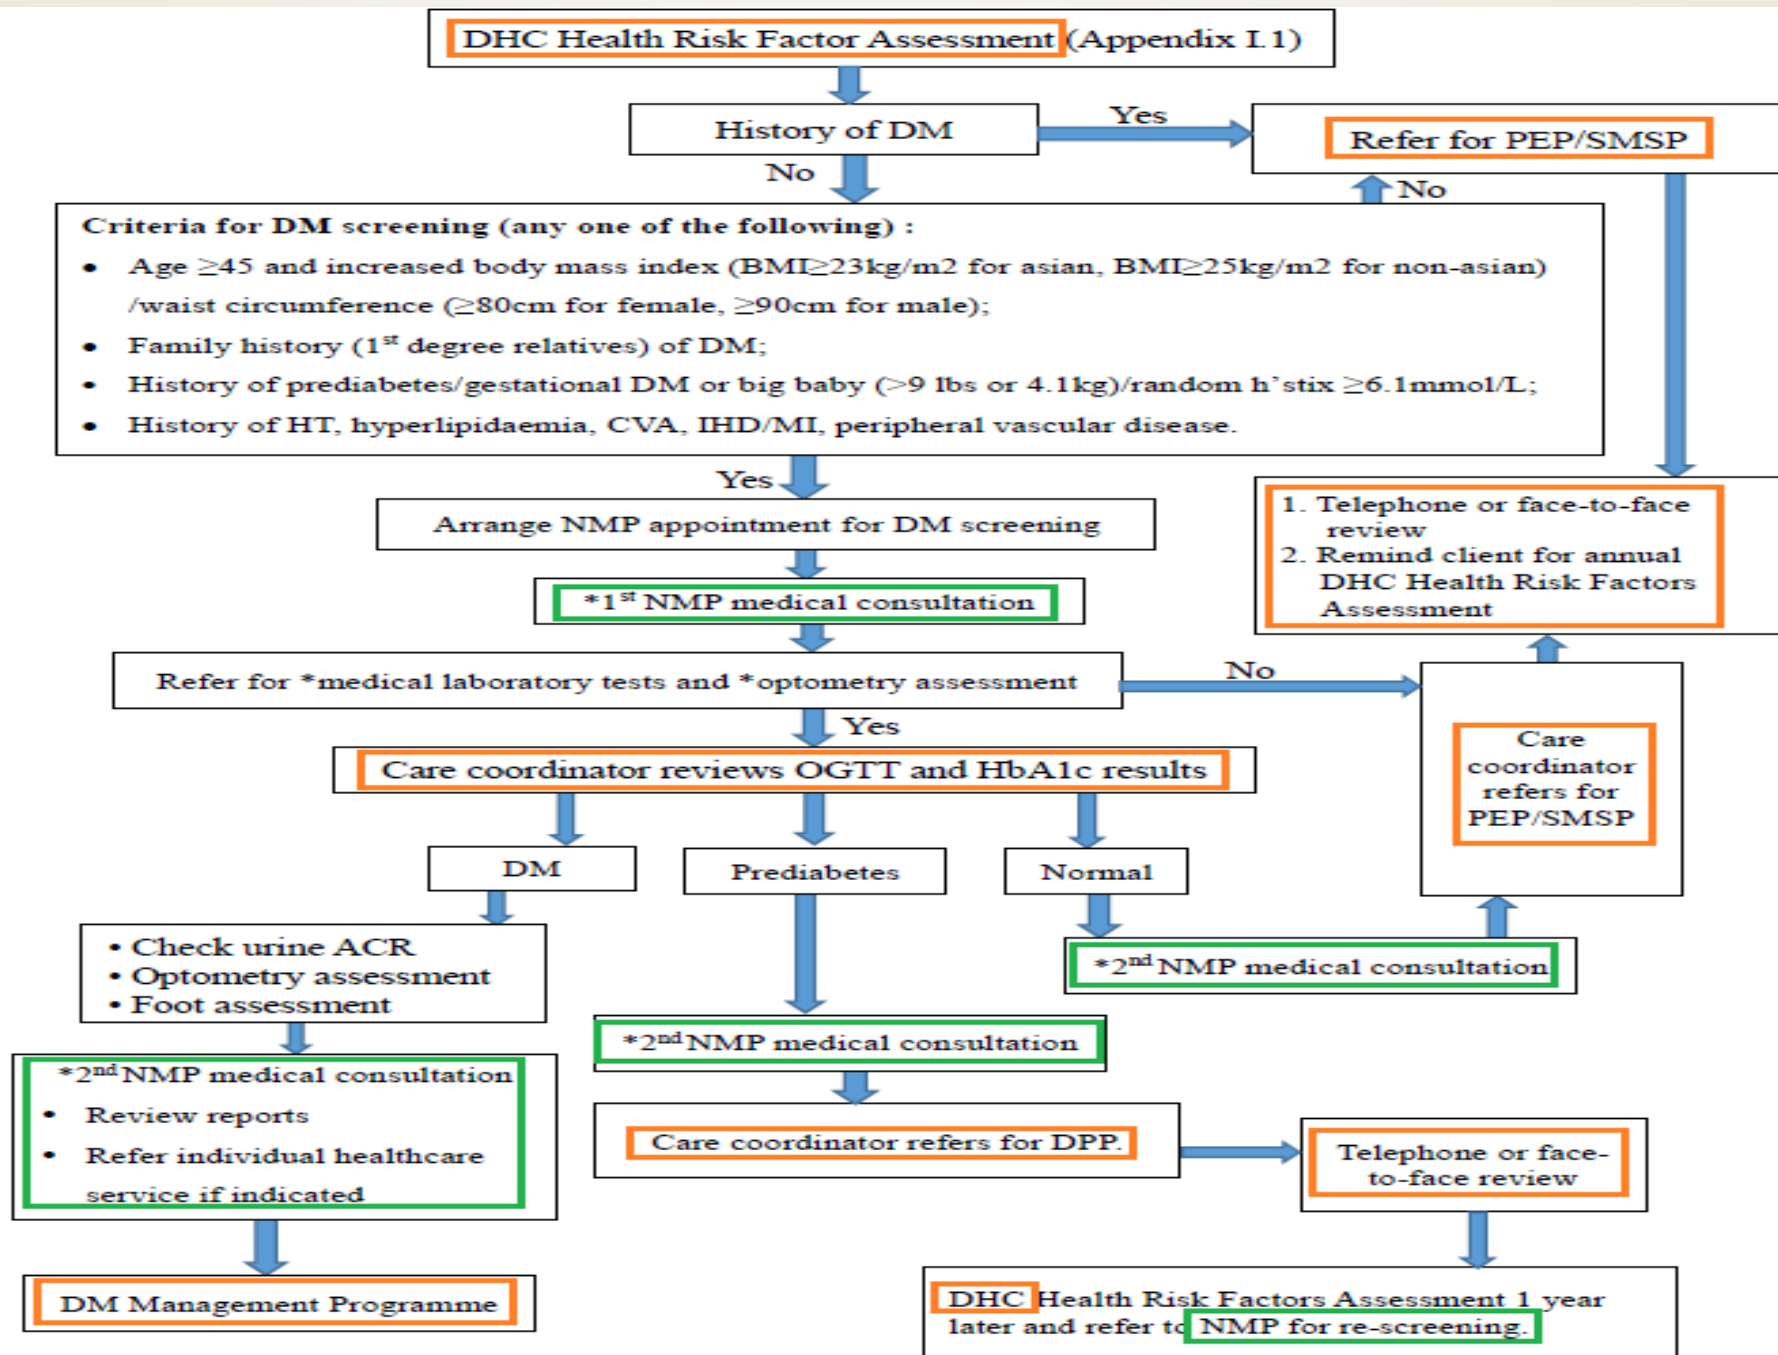 DHC Health Risk Factor Assessment (Appendix I.1)
History of DM
Yes
Refer for PEP/SMSP
No
No
Criteria for DM screening (any one of the following) :
• Age ≥45 and increased body mass index (BMI≥23kg/m2 for asian, BMI≥25kg/m2 for non-asian)
/waist circumference (≥80cm for female, ≥90cm for male);
• Family history (1st degree relatives) of DM;
• History of prediabetes/gestational DM or big baby (>9 lbs or 4.1kg)/random h'stix ≥6.1mmol/L;
• History of HT, hyperlipidaemia, CVA, IHD/MI, peripheral vascular disease.
Yes
Arrange NMP appointment for DM screening
1. Telephone or face-to-face
review
2. Remind client for annual
DHC Health Risk Factors
Assessment
*1st NMP medical consultation
Refer for *medical laboratory tests and *optometry assessment
No
Yes
Care coordinator reviews OGTT and HbA1c results
Care
coordinator
refers for
PEP/SMSP
DM
Prediabetes
Normal
• Check urine ACR
• Optometry assessment
• Foot assessment
*2nd NMP medical consultation
*2nd NMP medical consultation
*2nd NMP medical consultation
• Review reports
• Refer individual healthcare
service if indicated
Care coordinator refers for DPP.
Telephone or face-
to-face review
DM Management Programme
DHC Health Risk Factors Assessment 1 year
later and refer to NMP for re-screening.